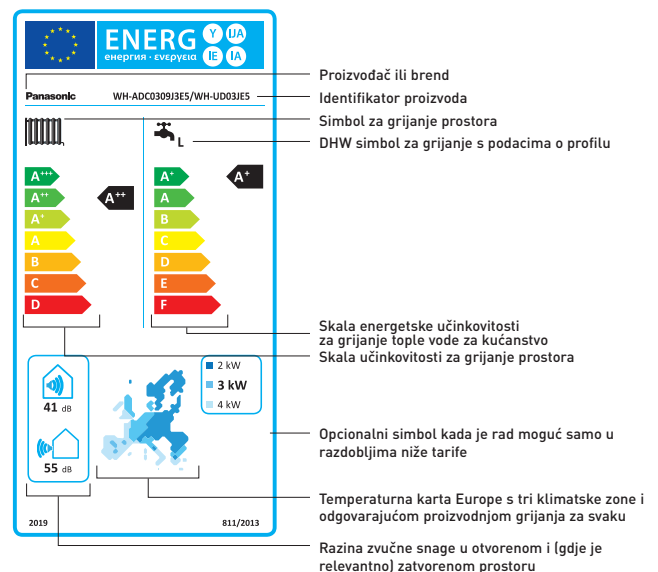 ENERG Y IJA
енергия · ενεργεια IE IA
Proizvođač ili brend
Panasonic WH-ADC0309J3E5/WH-UD03JE5
Identifikator proizvoda
Simbol za grijanje prostora
L
DHW simbol za grijanje s podacima o profilu
A+++ A+
A++ A++ A A+
A+ B
A C
B D
C E
D F
Skala energetske učinkovitosti
za grijanje tople vode za kućanstvo
Skala učinkovitosti za grijanje prostora
2 kW
3 kW
4 kW
41 dB
55 dB
Opcionalni simbol kada je rad moguć samo u
razdobljima niže tarife
Temperaturna karta Europe s tri klimatske zone i
odgovarajućom proizvodnjom grijanja za svaku
2019 811/2013
Razina zvučne snage u otvorenom i (gdje je
relevantno) zatvorenom prostoru